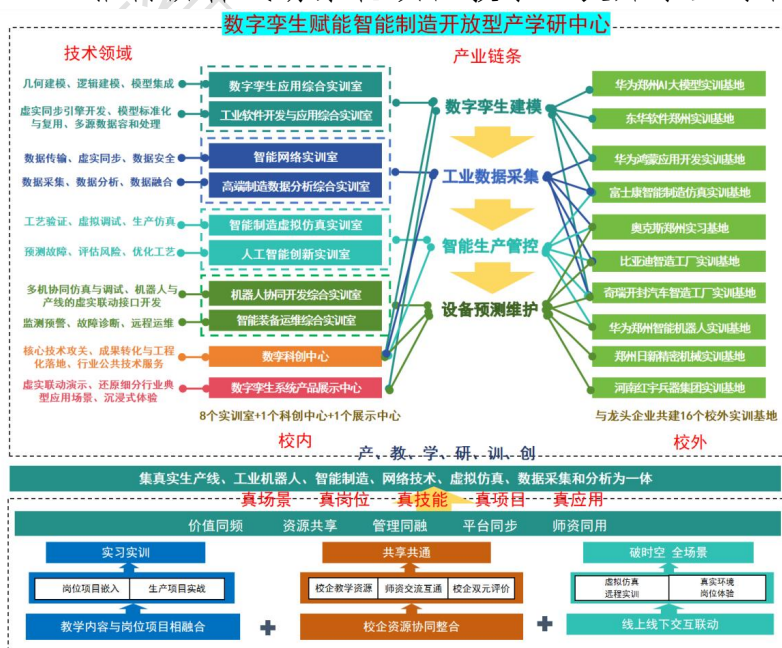 数字孪生赋能智能制造开放型产学研中心
技术领域
产业链条
几何建模、逻辑建模、模型集成
虚实同步引擎开发、模型标准化
与复用、多源数据容和处理
数据传输、虚实同步、数据安全
数据采集、数据分析、数据融合
工艺验证、虚拟调试、生产仿真
预测故障、评估风险、优化工艺
多机协同仿真与调试、机器人与
产线的虚实联动接口开发
监测预警、故障诊断、远程运维
核心技术攻关、成果转化与工程
化落地、行业公共技术服务
虚实联动演示、还原细分行业典
型应用场景、沉浸式体验
数字孪生应用综合实训室
工业软件开发与应用综合实训室
智能网络实训室
高端制造数据分析综合实训室
智能制造虚拟仿真实训室
人工智能创新实训室
机器人协同开发综合实训室
智能装备运维综合实训室
数字科创中心
数字孪生系统产品展示中心
8个实训室+1个科创中心+1个展示中心
校内
数字孪生建模
工业数据采集
智能生产管控
设备预测维护
华为郑州AI大模型实训基地
东华软件郑州实习基地
华为鸿蒙应用开发实训基地
富士康智能制造仿真实训基地
奥克斯郑州实习基地
比亚迪智造工厂实训基地
奇瑞开封汽车智造工厂实训基地
华为郑州智能机器人实训基地
郑州日新精密机械实训基地
河南红宇兵器集团实训基地
与龙头企业共建16个校外实训基地
校外
产、教、学、研、训、创
集真实生产线、工业机器人、智能制造、网络技术、虚拟仿真、数据采集和分析为一体
真场景 真岗位 真技能 真项目 真应用
价值同频 资源共享 管理同融 平台同步 师资同用
实习实训
岗位项目嵌入 生产项目实战
教学内容与岗位项目相融合
+
共享共通
校企教学资源 师资交流互通 校企双元评价
校企资源协同整合
+
破时空 全场景
虚拟仿真
远程实训
真实环境
岗位体验
线上线下交互联动